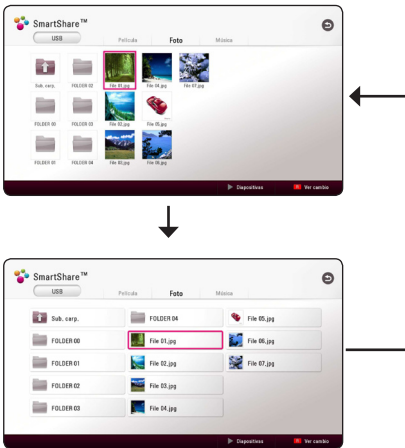 SmartShare™
USB Película Foto Música
Sub. carp. FOLDER 02 File 01.jpg File 04.jpg File 07.jpg
FOLDER 00 FOLDER 03 File 02.jpg File 05.jpg
FOLDER 01 FOLDER 04 File 03.jpg File 06.jpg
Diapositivas Ver cambio
SmartShare™
USB Película Foto Música
Sub. carp. FOLDER 04 File 05.jpg
FOLDER 00 File 01.jpg File 06.jpg
FOLDER 01 File 02.jpg File 07.jpg
FOLDER 02 File 03.jpg
FOLDER 03 File 04.jpg
Diapositivas Ver cambio